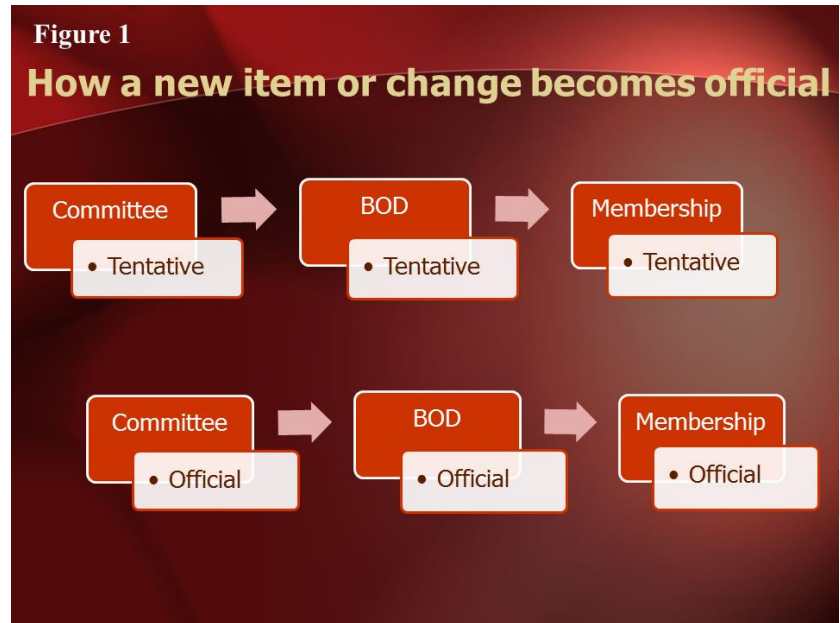 Figure 1
How a new item or change becomes official
Committee
• Tentative
BOD
• Tentative
Membership
• Tentative
Committee
• Official
BOD
• Official
Membership
• Official